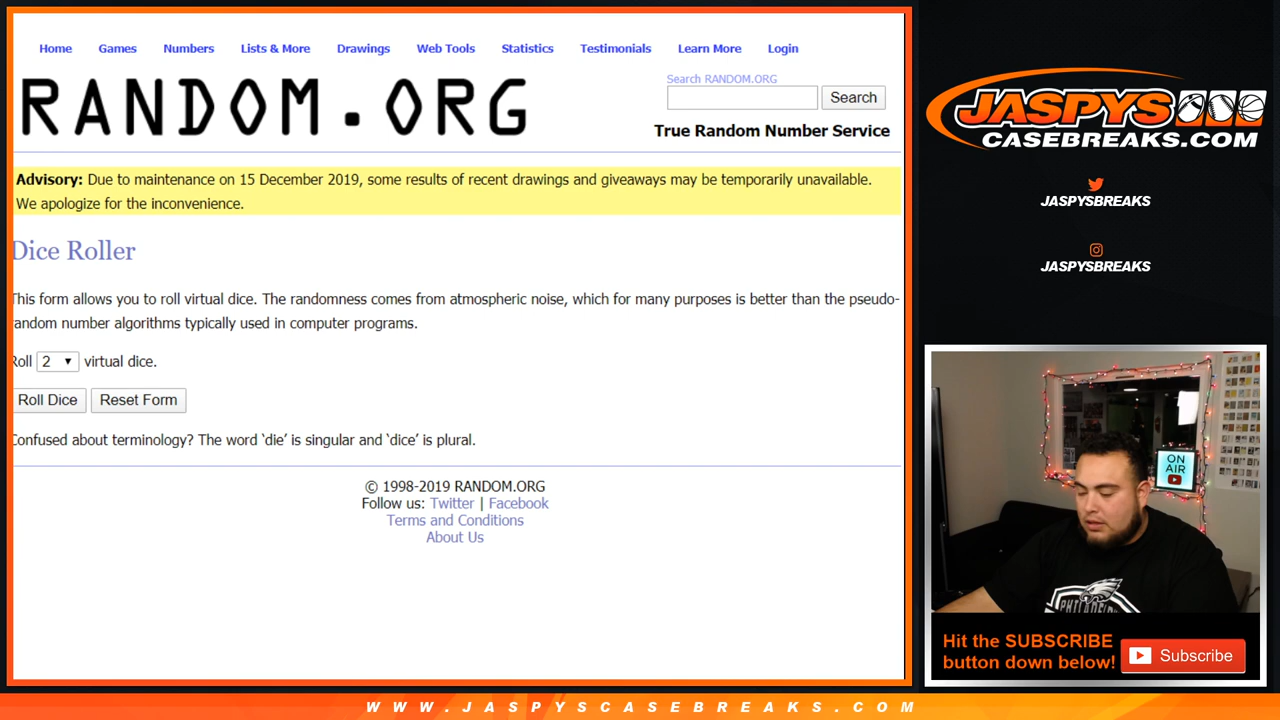 Home Games Numbers Lists & More Drawings Web Tools Statistics Testimonials Learn More Login
RANDOM.ORG
Search RANDOM.ORG
Search
True Random Number Service
Advisory: Due to maintenance on 15 December 2019, some results of recent drawings and giveaways may be temporarily unavailable.
We apologize for the inconvenience.
Dice Roller
This form allows you to roll virtual dice. The randomness comes from atmospheric noise, which for many purposes is better than the pseudo-
random number algorithms typically used in computer programs.
Roll 2 virtual dice.
Roll Dice Reset Form
Confused about terminology? The word ‘die’ is singular and ‘dice’ is plural.
© 1998-2019 RANDOM.ORG
Follow us: Twitter | Facebook
Terms and Conditions
About Us
JASPYS
CASEBREAKS.COM
JASPYSBREAKS
JASPYSBREAKS
ON
AIR
Hit the SUBSCRIBE
button down below!
Subscribe
WWW.JASPYSCASEBREAKS.COM